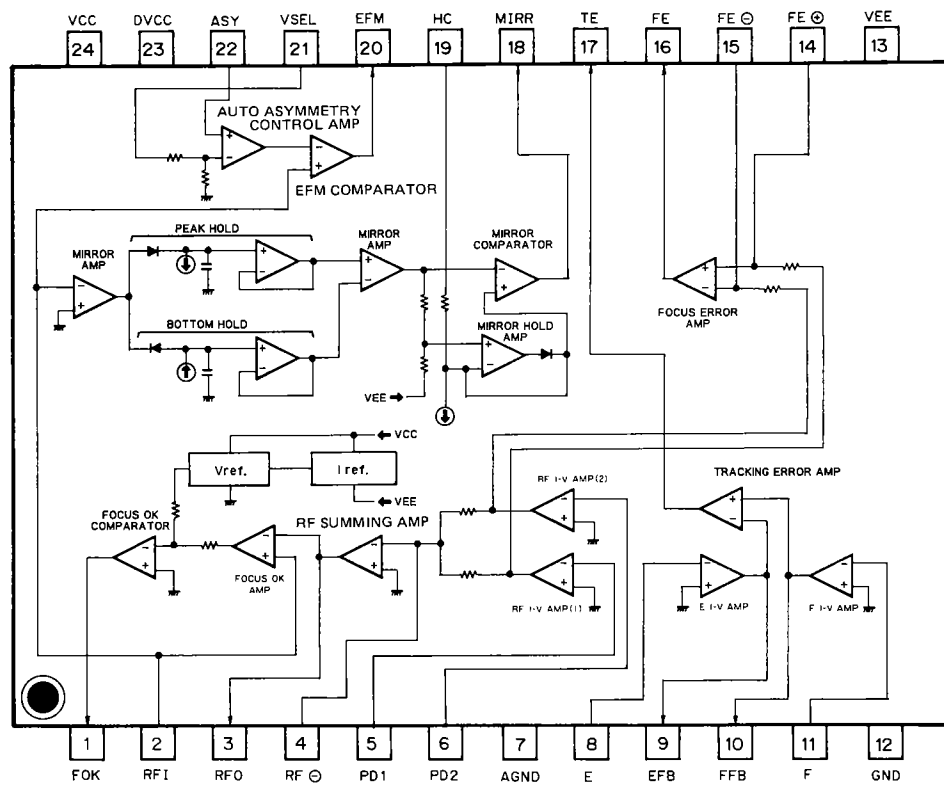 VCC DVCC ASY VSEL EFM HC MIRR TE FE FE ⊖ FE ⊕ VEE
24 23 22 21 20 19 18 17 16 15 14 13
AUTO ASYMMETRY
CONTROL AMP
EFM COMPARATOR
PEAK HOLD
MIRROR
AMP
MIRROR
AMP
MIRROR
COMPARATOR
FOCUS ERROR
AMP
BOTTOM HOLD
MIRROR HOLD
AMP
VEE
VCC
Vref.
I ref.
VEE
FOCUS OK
COMPARATOR
RF SUMMING AMP
RF I-V AMP(2)
TRACKING ERROR AMP
FOCUS OK
AMP
RF I-V AMP(1)
E I-V AMP
F I-V AMP
1 2 3 4 5 6 7 8 9 10 11 12
FOK RFI RFO RF ⊖ PD1 PD2 AGND E EFB FFB F GND